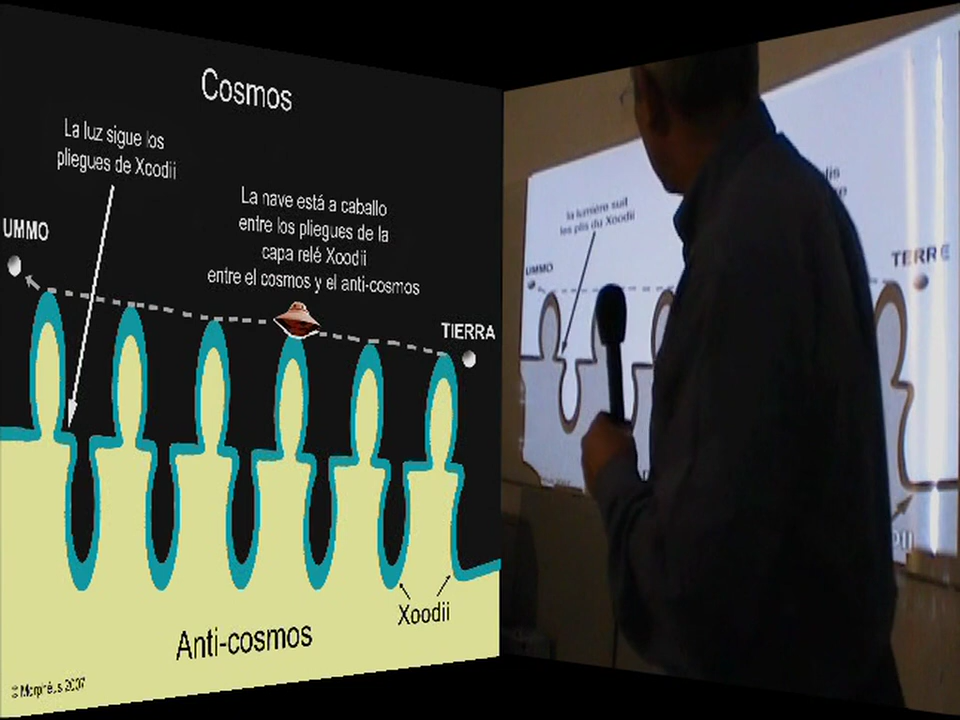 Cosmos
La luz sigue los
pliegues de Xoodii
La nave está a caballo
entre los pliegues de la
capa relé Xoodii
entre el cosmos y el anti-cosmos
UMMO
TIERRA
Xoodii
Anti-cosmos
© Morphéus 2007
la lumière suit
les plis du Xoodii
UMMO
TERRE